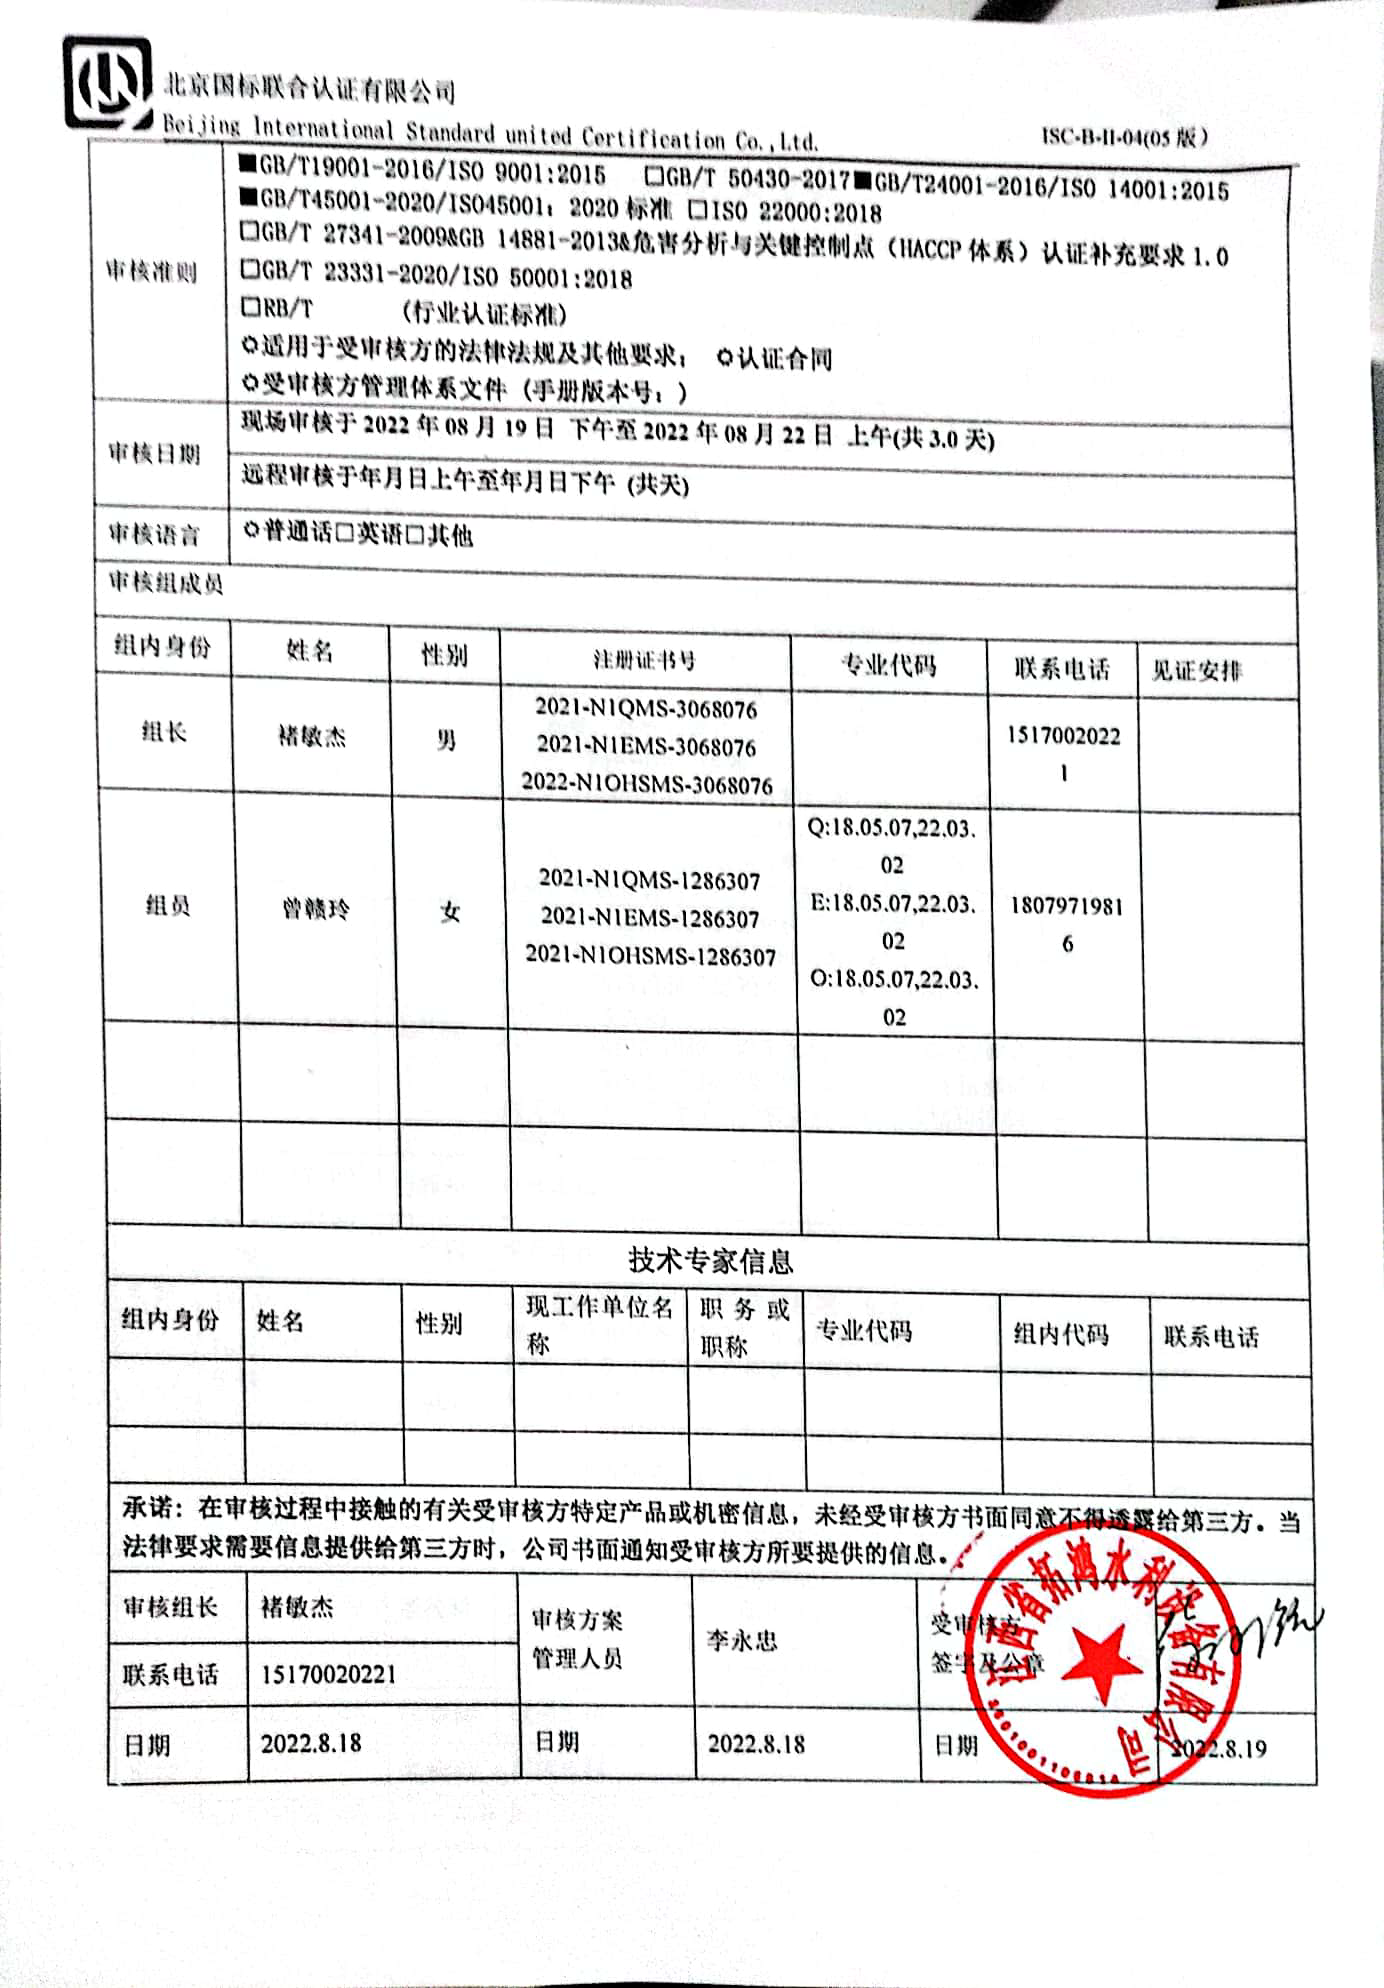 北京国标联合认证有限公司
Beijing International Standard united Certification Co.,Ltd.
ISC-B-II-04(05 版)
审核准则
■GB/T19001-2016/ISO 9001:2015 □GB/T 50430-2017■GB/T24001-2016/ISO 14001:2015
■GB/T45001-2020/ISO45001：2020 标准 □ISO 22000:2018
□GB/T 27341-2009&GB 14881-2013&危害分析与关键控制点（HACCP 体系）认证补充要求 1.0
□GB/T 23331-2020/ISO 50001:2018
□RB/T （行业认证标准）
✪适用于受审核方的法律法规及其他要求； ✪认证合同
✪受审核方管理体系文件（手册版本号：）
审核日期
现场审核于 2022 年 08 月 19 日 下午至 2022 年 08 月 22 日 上午(共 3.0 天)
远程审核于年月日上午至年月日下午 (共天)
审核语言
✪普通话□英语□其他
审核组成员
组内身份 姓名 性别 注册证书号 专业代码 联系电话 见证安排
组长 褚敏杰 男
2021-N1QMS-3068076
2021-N1EMS-3068076
2022-N1OHSMS-3068076
1517002022
1
组员 曾赣玲 女
2021-N1QMS-1286307
2021-N1EMS-1286307
2021-N1OHSMS-1286307
Q:18.05.07,22.03.
02
E:18.05.07,22.03.
02
O:18.05.07,22.03.
02
1807971981
6
技术专家信息
组内身份 姓名 性别
现工作单位名
称
职 务 或
职称
专业代码 组内代码 联系电话
承诺：在审核过程中接触的有关受审核方特定产品或机密信息，未经受审核方书面同意不得透露给第三方。当
法律要求需要信息提供给第三方时，公司书面通知受审核方所要提供的信息。
审核组长 褚敏杰
审核方案
管理人员
李永忠
受审核方
签字及公章
联系电话 15170020221
日期 2022.8.18 日期 2022.8.18 日期 2022.8.19
江西省拓鸿水利设备有限公司